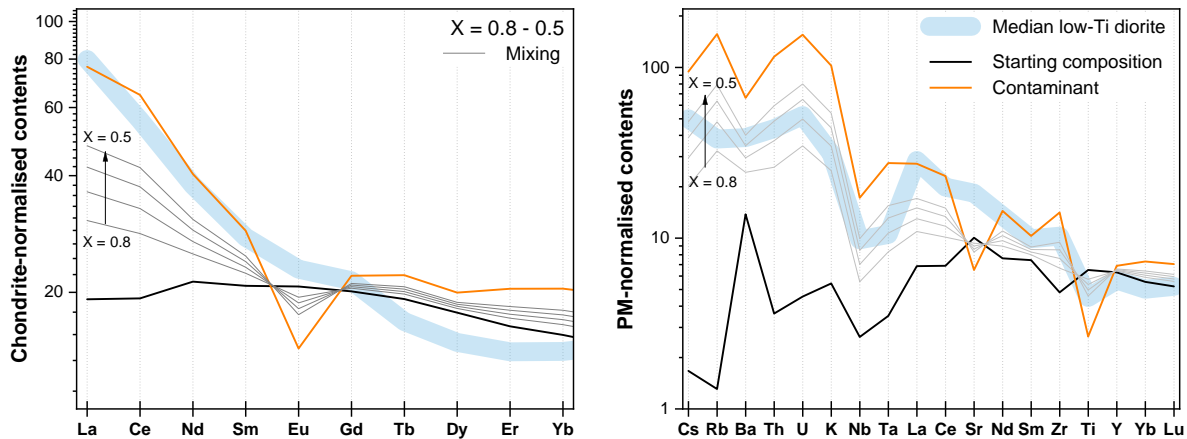 Chondrite-normalised contents
100
80
60
40
20
X = 0.8 - 0.5
Mixing
X = 0.5
X = 0.8
La Ce Nd Sm Eu Gd Tb Dy Er Yb
PM-normalised contents
100
10
1
Median low-Ti diorite
Starting composition
Contaminant
X = 0.5
X = 0.8
Cs Rb Ba Th U K Nb Ta La Ce Sr Nd Sm Zr Ti Y Yb Lu